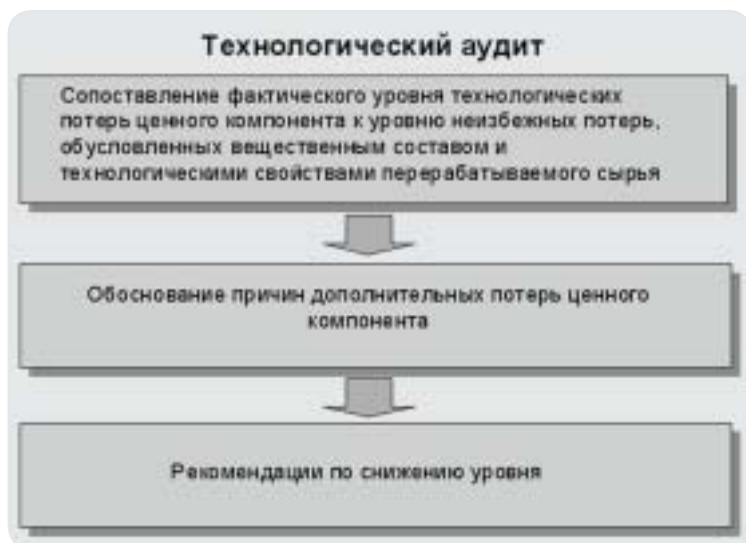 Технологический аудит
Сопоставление фактического уровня технологических
потерь ценного компонента к уровню неизбежных потерь,
обусловленных вещественным составом и
технологическими свойствами перерабатываемого сырья
Обоснование причин дополнительных потерь ценного
компонента
Рекомендации по снижению уровня